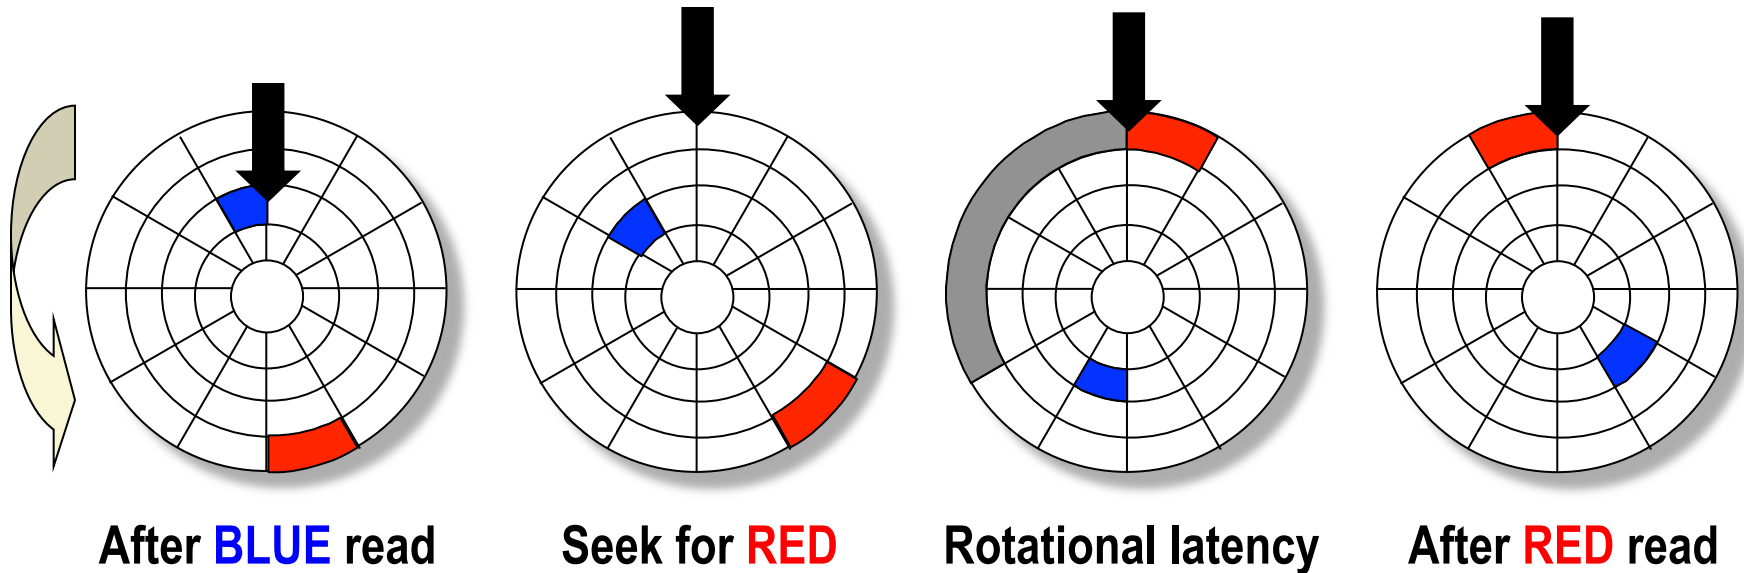 After BLUE read
Seek for RED
Rotational latency
After RED read